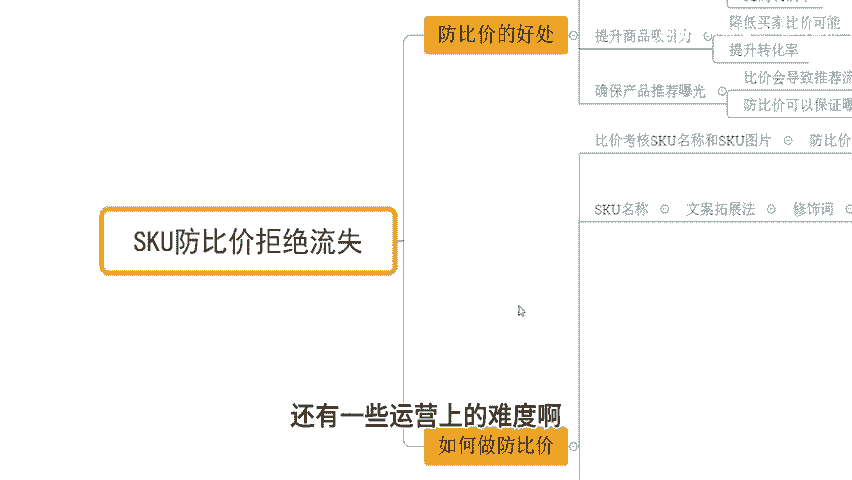 防比价的好处
提升商品吸引力
降低买家比价可能
提升转化率
确保产品推荐曝光
比价会导致推荐流
防比价可以保证曝
比价考核SKU名称和SKU图片
防比价
SKU名称
文案拓展法
修饰词
SKU防比价拒绝流失
还有一些运营上的难度啊
如何做防比价